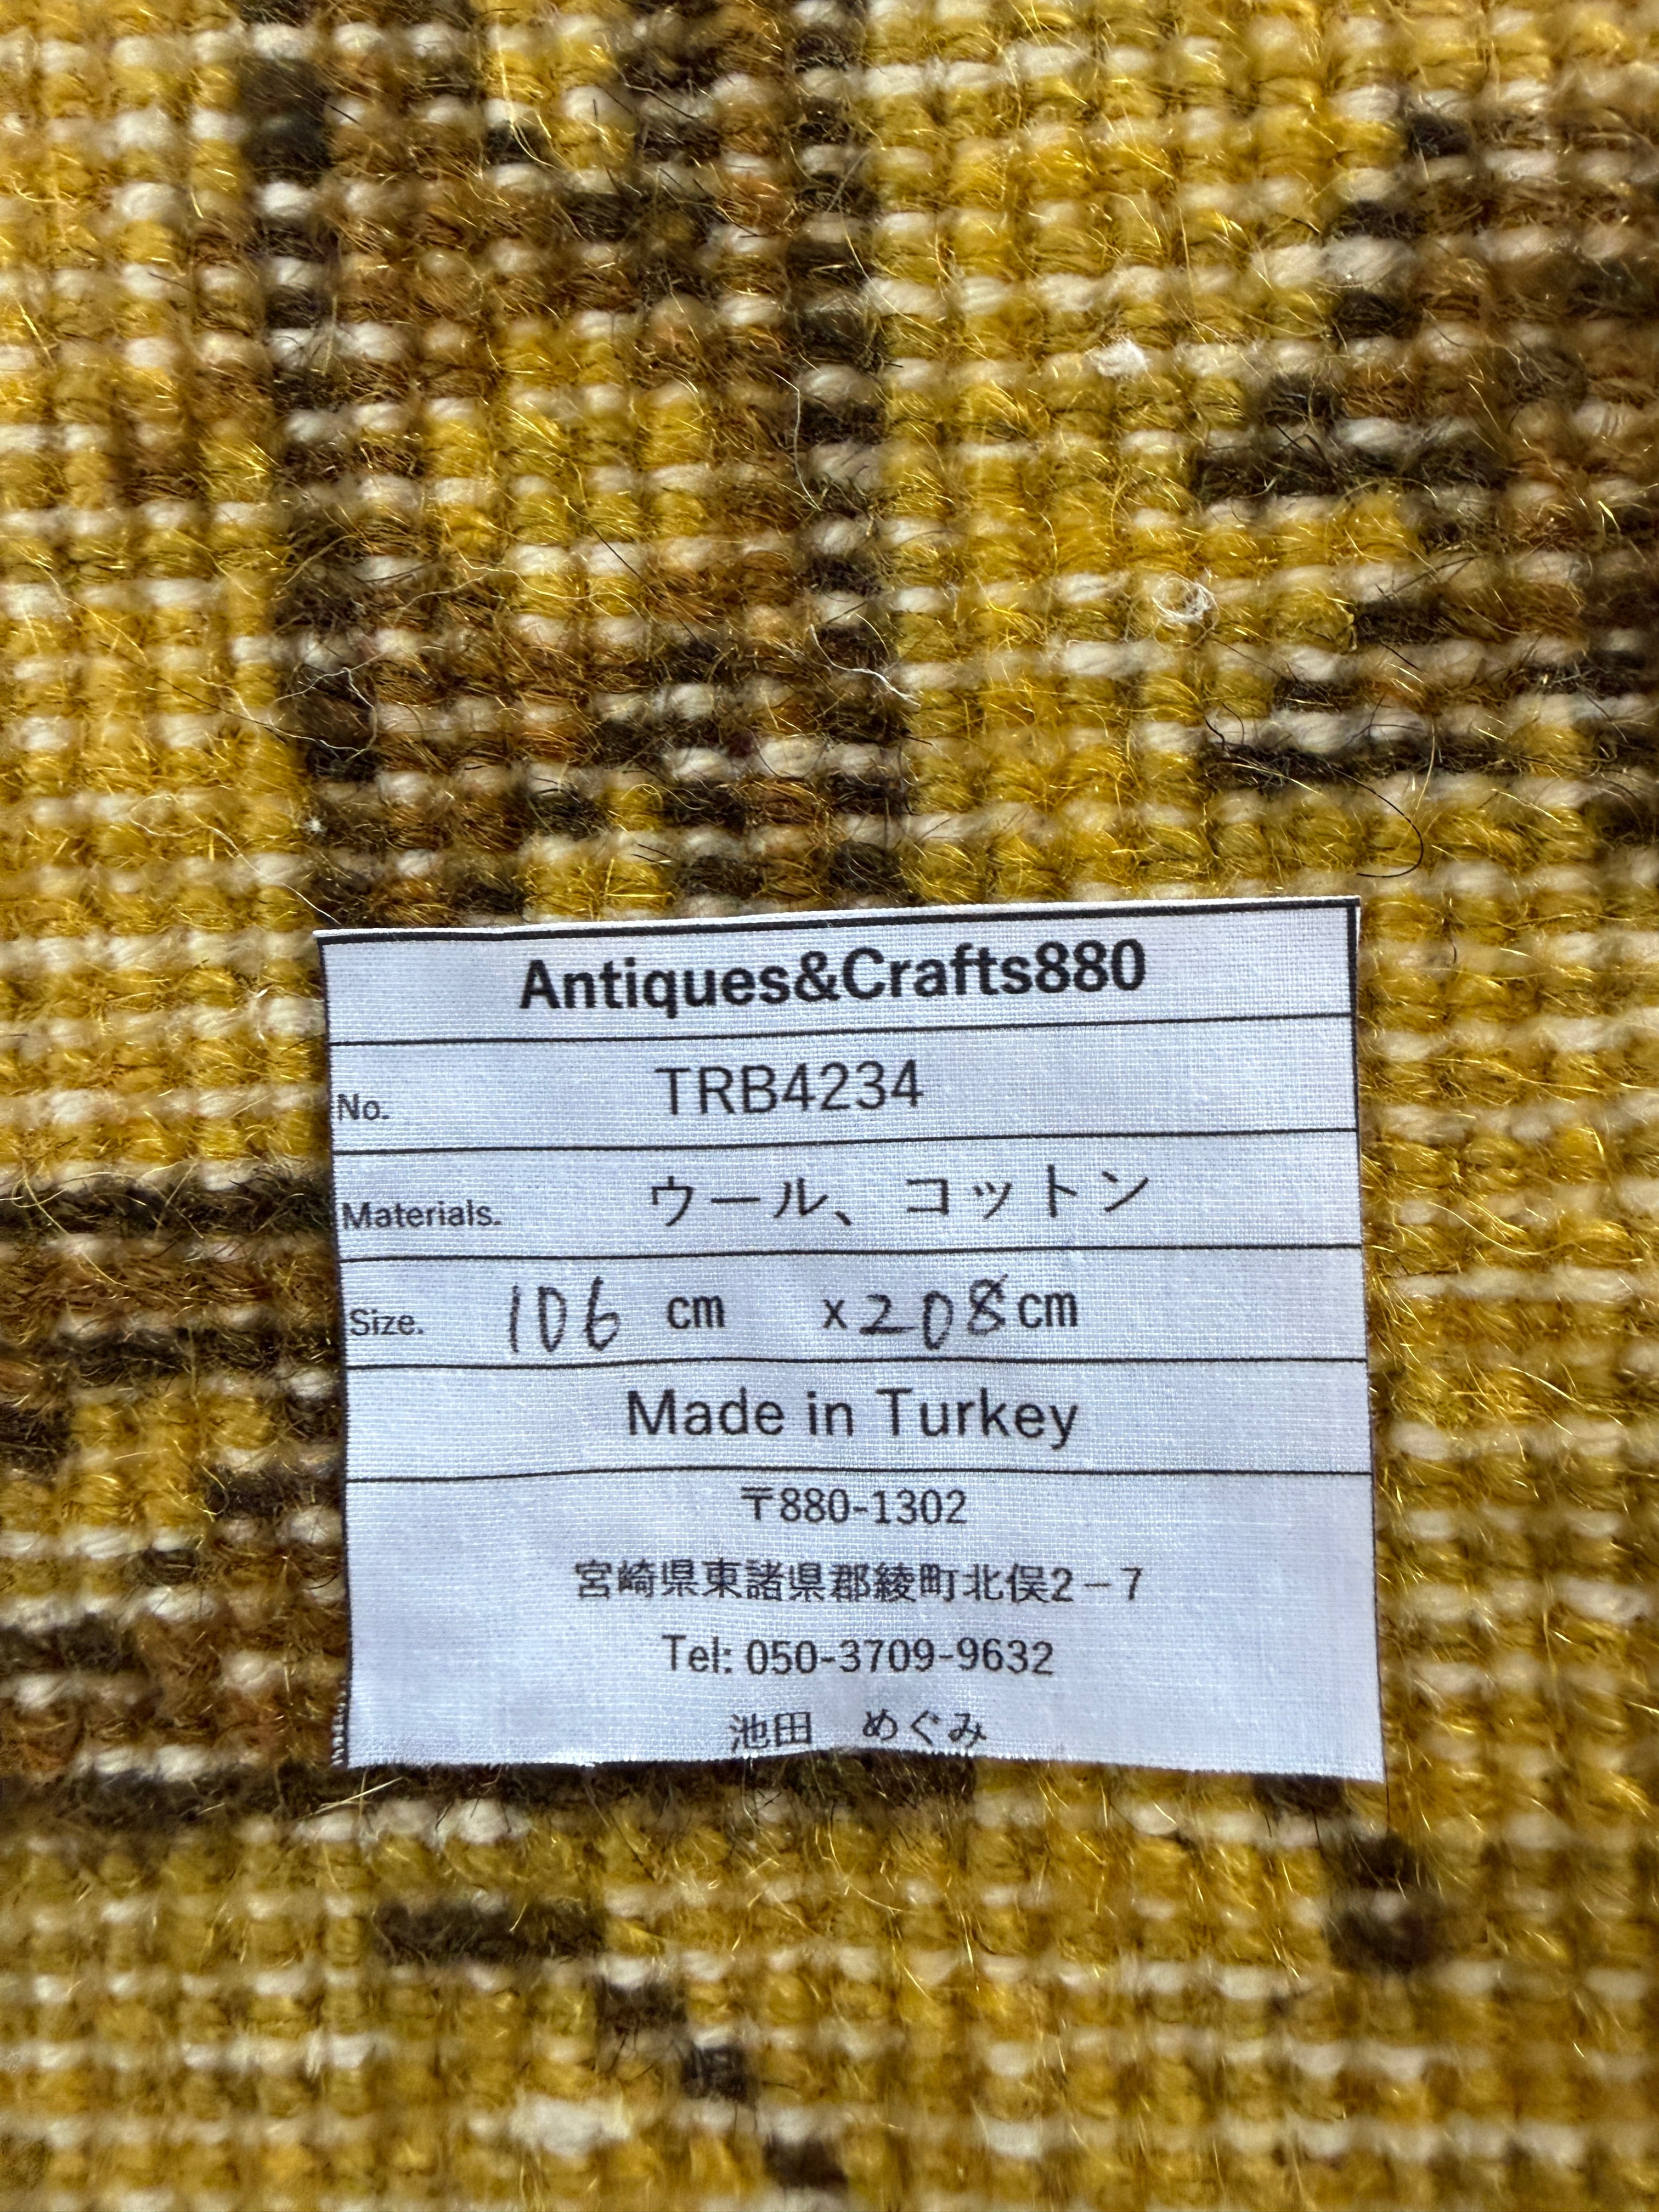 Antiques&Crafts880
No. TRB4234
Materials. ウール、コットン
Size. 106 cm x 208 cm
Made in Turkey
〒880-1302
宮崎県東諸県郡綾町北俣2－7
Tel: 050-3709-9632
池田　めぐみ